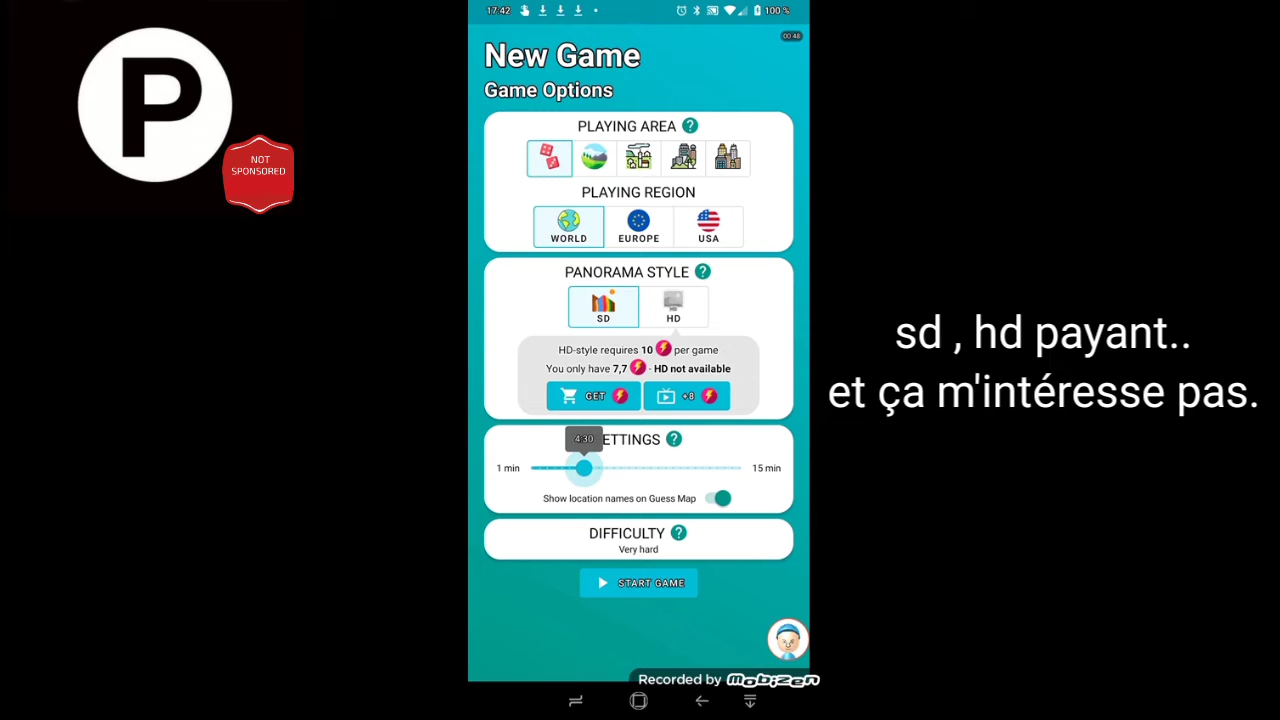 P
NOT
SPONSORED
17:42
100 %
00:48
New Game
Game Options
PLAYING AREA ?
PLAYING REGION
WORLD EUROPE USA
PANORAMA STYLE ?
SD HD
HD-style requires 10 per game
You only have 7,7 - HD not available
GET +8
4:30 ETTINGS ?
1 min 15 min
Show location names on Guess Map
DIFFICULTY ?
Very hard
START GAME
Recorded by Mobizen
sd , hd payant..
et ça m'intéresse pas.